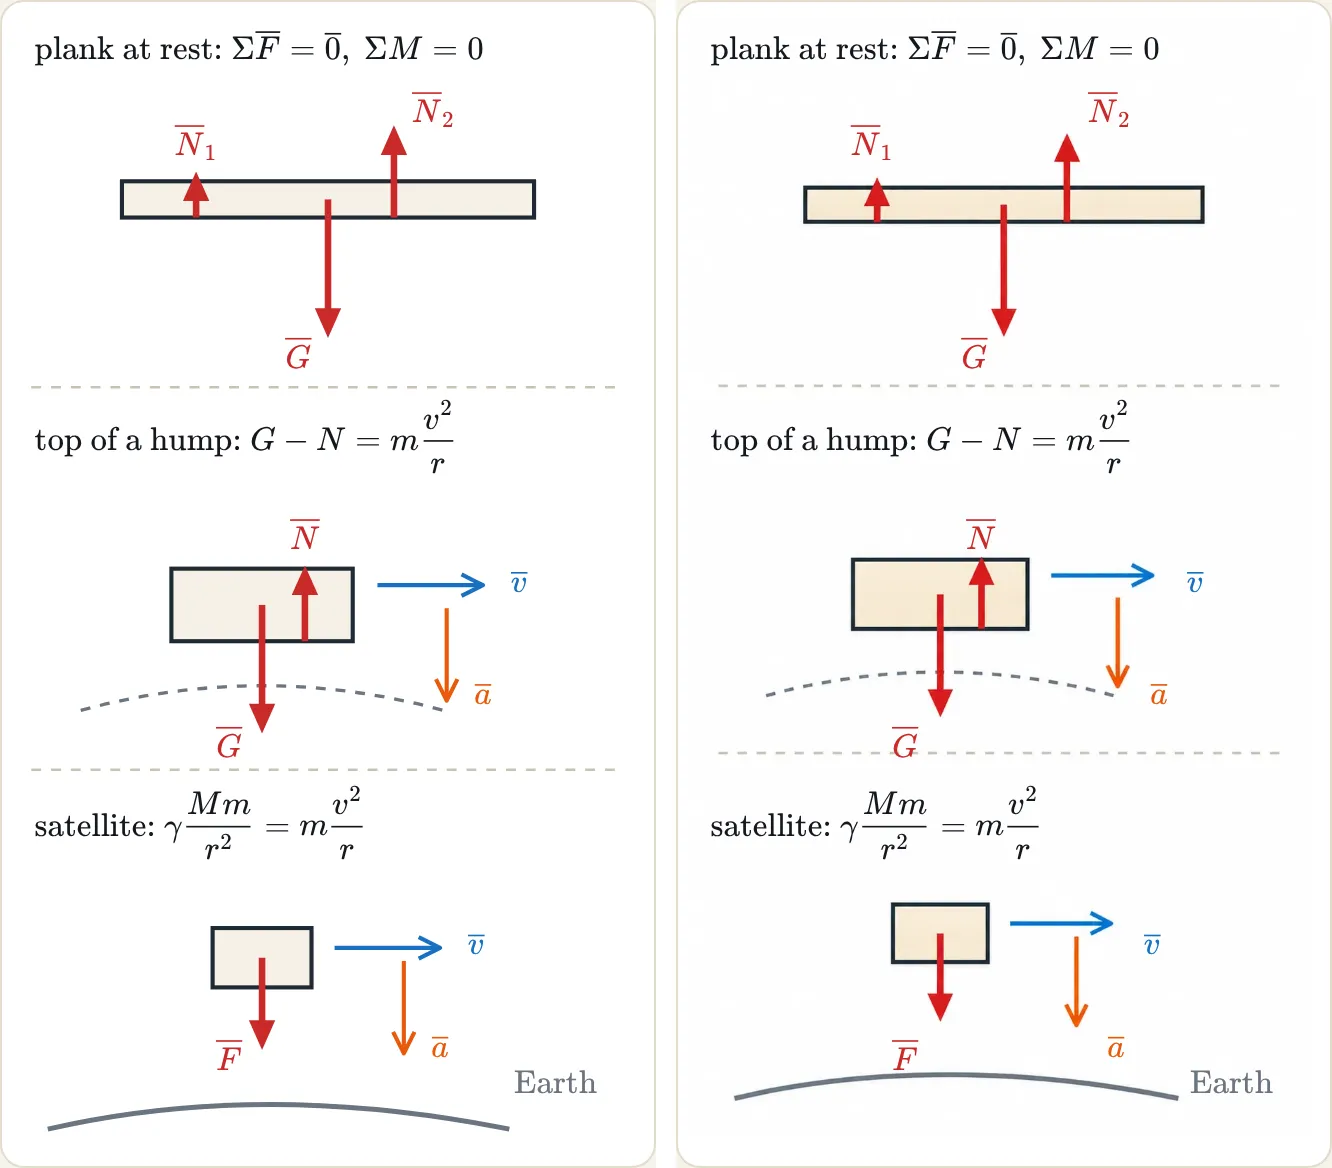 plank at rest: ΣF̅ = 0̅, ΣM = 0
N̅₁
N̅₂
G̅
top of a hump: G − N = m v²/r
N̅
v̅
a̅
G̅
satellite: γ Mm/r² = m v²/r
v̅
F̅
a̅
Earth
plank at rest: ΣF̅ = 0̅, ΣM = 0
N̅₁
N̅₂
G̅
top of a hump: G − N = m v²/r
N̅
v̅
a̅
G̅
satellite: γ Mm/r² = m v²/r
v̅
F̅
a̅
Earth